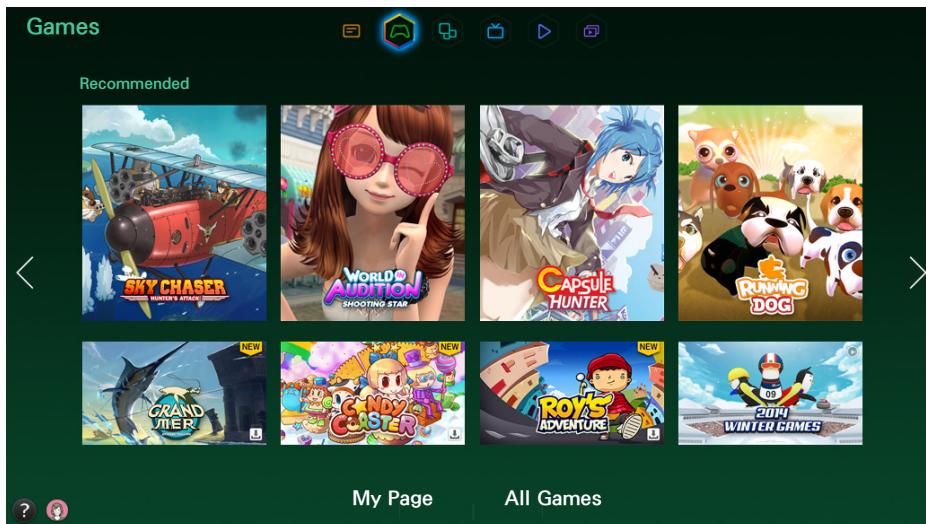 Games
Recommended
SKY CHASER
HUNTER'S ATTACK
WORLD IN
AUDITION
SHOOTING STAR
CAPSULE
HUNTER
RUNNING
DOG
NEW
GRAND
MER
NEW
CANDY
COASTER
NEW
ROY'S
ADVENTURE
09
2014
WINTER GAMES
My Page
All Games
?